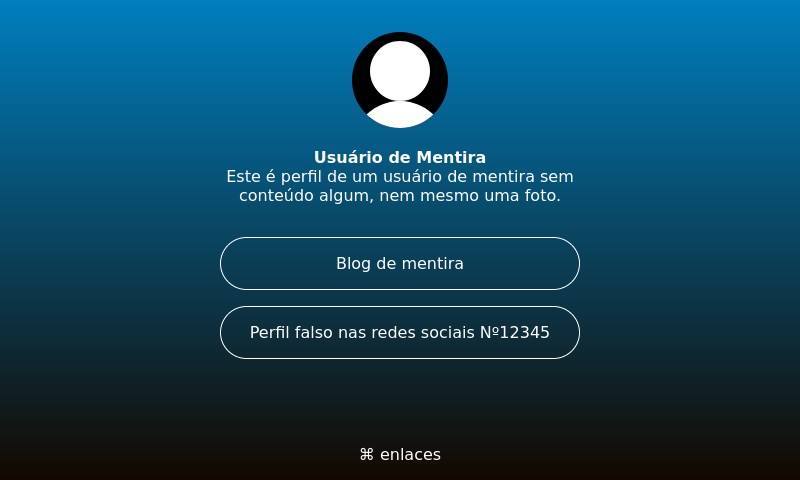 Usuário de Mentira
Este é perfil de um usuário de mentira sem
conteúdo algum, nem mesmo uma foto.
Blog de mentira
Perfil falso nas redes sociais Nº12345
⌘ enlaces